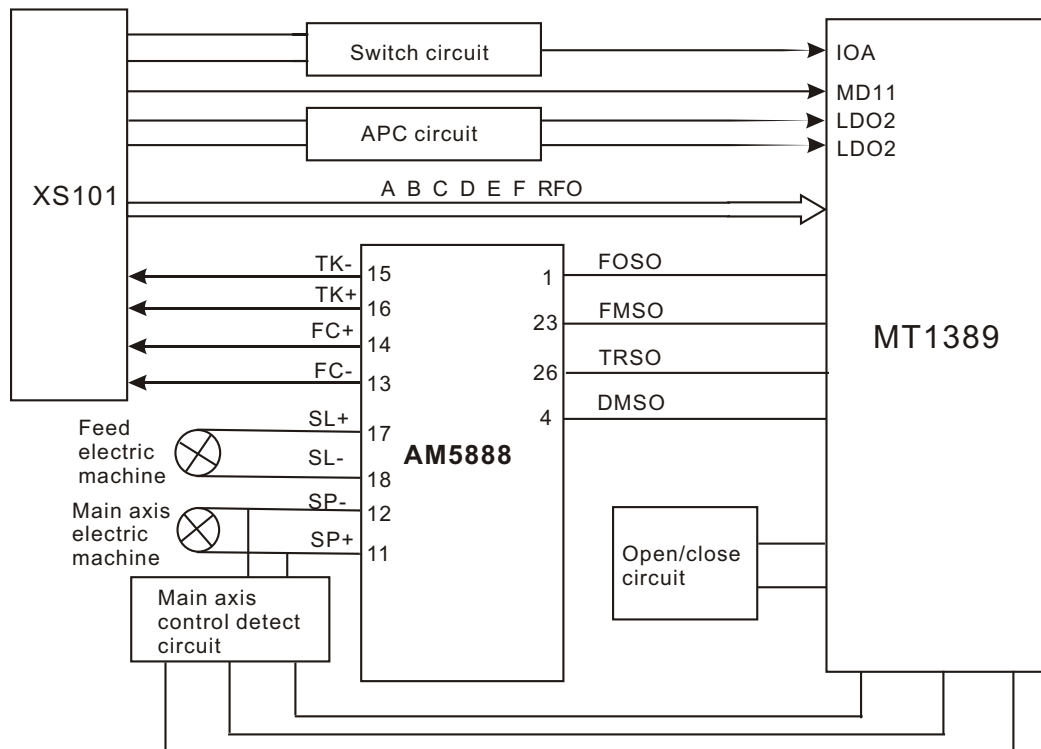 Switch circuit
IOA
MD11
APC circuit
LDO2
LDO2
XS101
A B C D E F RFO
TK-
15
1
FOSO
TK+
16
23
FMSO
MT1389
FC+
14
26
TRSO
FC-
13
4
DMSO
Feed
electric
machine
SL+
17
AM5888
SL-
18
Main axis
electric
machine
SP-
12
SP+
11
Open/close
circuit
Main axis
control detect
circuit